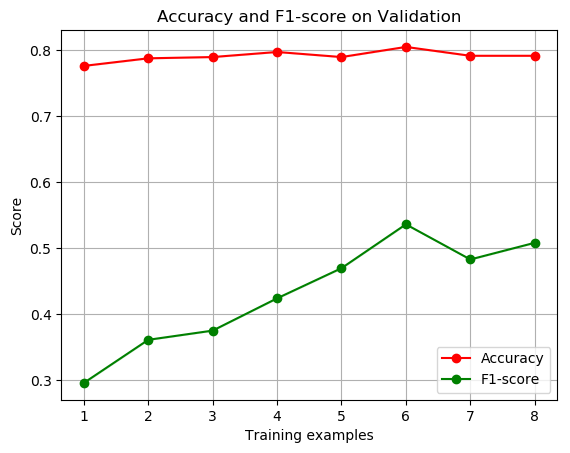 Accuracy and F1-score on Validation
0.8
0.7
0.6
0.5
0.4
0.3
Score
1 2 3 4 5 6 7 8
Training examples
Accuracy
F1-score